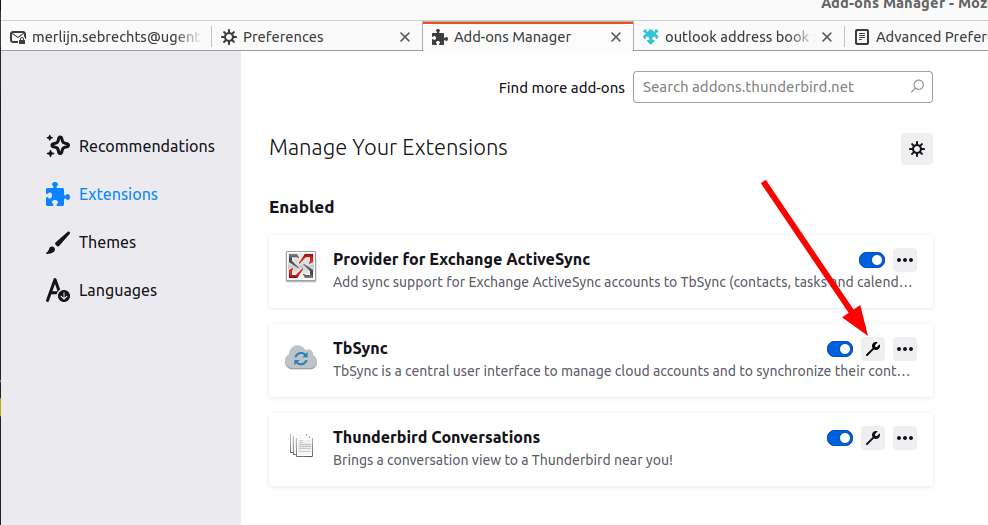 Add-ons Manager - Moz
merlijn.sebrechts@ugent
Preferences
Add-ons Manager
outlook address book
Advanced Prefer
Find more add-ons
Search addons.thunderbird.net
Recommendations
Extensions
Themes
Languages
Manage Your Extensions
Enabled
Provider for Exchange ActiveSync
Add sync support for Exchange ActiveSync accounts to TbSync (contacts, tasks and calend…
TbSync
TbSync is a central user interface to manage cloud accounts and to synchronize their cont…
Thunderbird Conversations
Brings a conversation view to a Thunderbird near you!